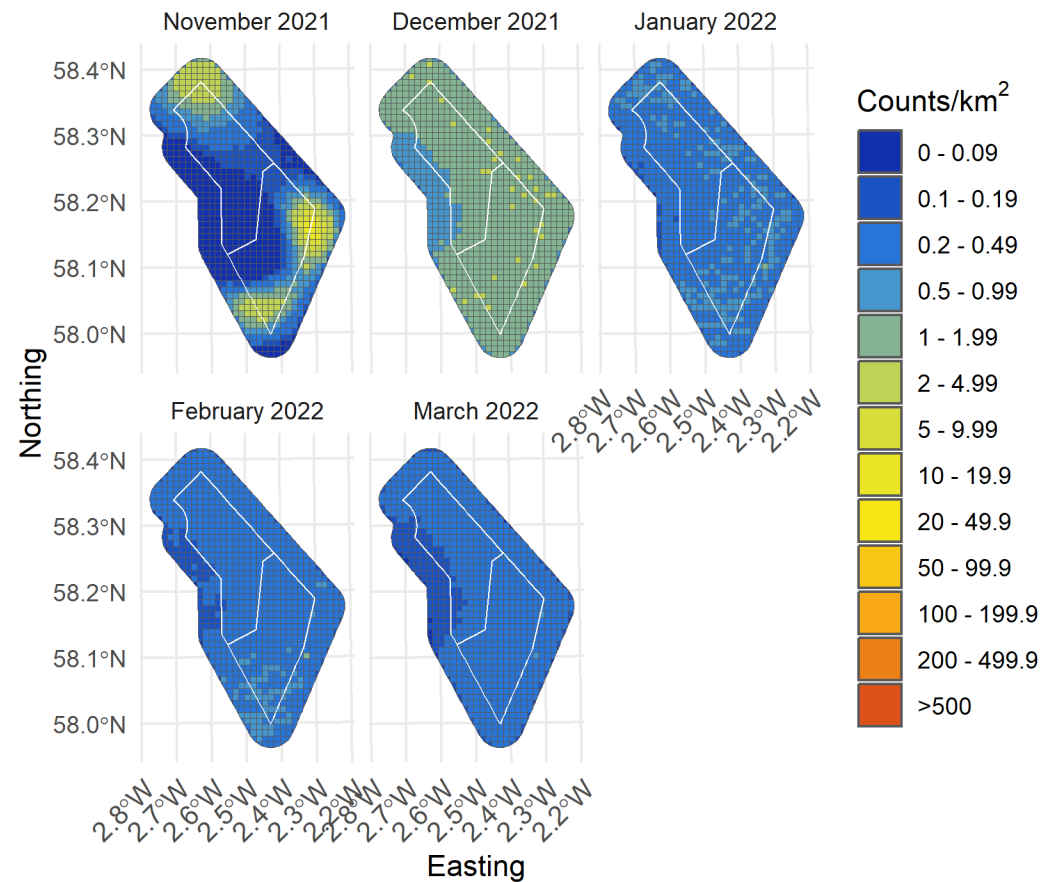 November 2021
December 2021
January 2022
58.4°N
58.3°N
58.2°N
58.1°N
58.0°N
2.8°W
2.7°W
2.6°W
2.5°W
2.4°W
2.3°W
2.2°W
February 2022
March 2022
58.4°N
58.3°N
58.2°N
58.1°N
58.0°N
2.8°W
2.7°W
2.6°W
2.5°W
2.4°W
2.3°W
2.2°W
2.8°W
2.7°W
2.6°W
2.5°W
2.4°W
2.3°W
2.2°W
Northing
Easting
Counts/km²
0 - 0.09
0.1 - 0.19
0.2 - 0.49
0.5 - 0.99
1 - 1.99
2 - 4.99
5 - 9.99
10 - 19.9
20 - 49.9
50 - 99.9
100 - 199.9
200 - 499.9
>500